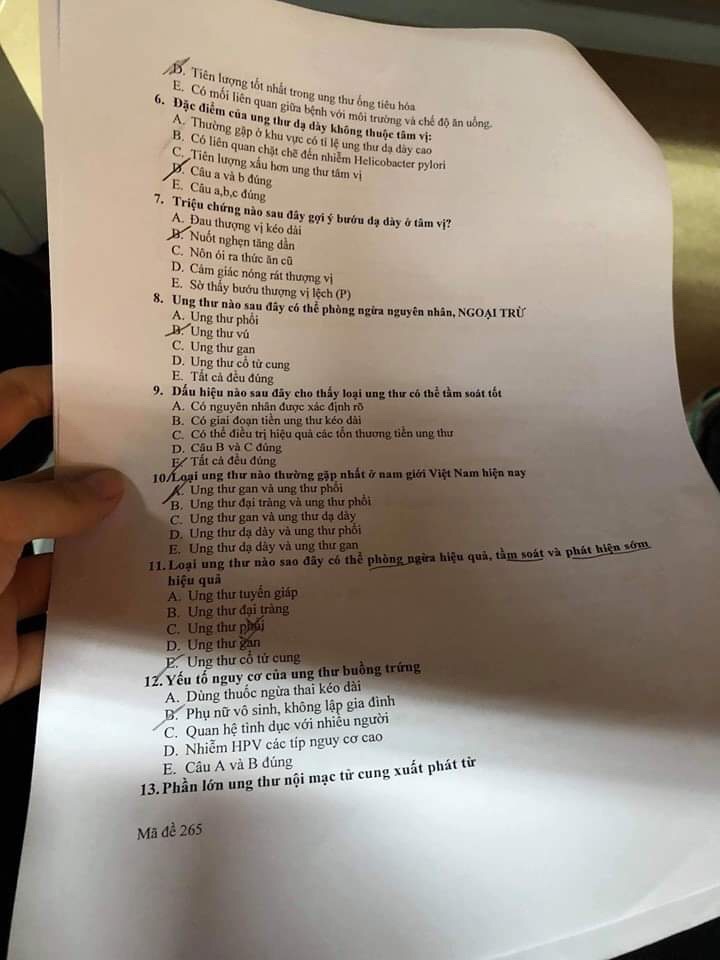 D. Tiên lượng tốt nhất trong ung thư ống tiêu hóa
E. Có mối liên quan giữa bệnh với môi trường và chế độ ăn uống.
6. Đặc điểm của ung thư dạ dày không thuộc tâm vị:
A. Thường gặp ở khu vực có tỉ lệ ung thư dạ dày cao
B. Có liên quan chặt chẽ đến nhiễm Helicobacter pylori
C. Tiên lượng xấu hơn ung thư tâm vị
D. Câu a và b đúng
E. Câu a,b,c đúng
7. Triệu chứng nào sau đây gợi ý bướu dạ dày ở tâm vị?
A. Đau thượng vị kéo dài
B. Nuốt nghẹn tăng dần
C. Nôn ói ra thức ăn cũ
D. Cảm giác nóng rát thượng vị
E. Sờ thấy bướu thượng vị lệch (P)
8. Ung thư nào sau đây có thể phòng ngừa nguyên nhân, NGOẠI TRỪ
A. Ung thư phổi
B. Ung thư vú
C. Ung thư gan
D. Ung thư cổ tử cung
E. Tất cả đều đúng
9. Dấu hiệu nào sau đây cho thấy loại ung thư có thể tầm soát tốt
A. Có nguyên nhân được xác định rõ
B. Có giai đoạn tiền ung thư kéo dài
C. Có thể điều trị hiệu quả các tổn thương tiền ung thư
D. Câu B và C đúng
E. Tất cả đều đúng
10. Loại ung thư nào thường gặp nhất ở nam giới Việt Nam hiện nay
A. Ung thư gan và ung thư phổi
B. Ung thư đại tràng và ung thư phổi
C. Ung thư gan và ung thư dạ dày
D. Ung thư dạ dày và ung thư phổi
E. Ung thư dạ dày và ung thư gan
11. Loại ung thư nào sao đây có thể phòng ngừa hiệu quả, tầm soát và phát hiện sớm
hiệu quả
A. Ung thư tuyến giáp
B. Ung thư đại tràng
C. Ung thư phổi
D. Ung thư gan
E. Ung thư cổ tử cung
12. Yếu tố nguy cơ của ung thư buồng trứng
A. Dùng thuốc ngừa thai kéo dài
B. Phụ nữ vô sinh, không lập gia đình
C. Quan hệ tình dục với nhiều người
D. Nhiễm HPV các típ nguy cơ cao
E. Câu A và B đúng
13. Phần lớn ung thư nội mạc tử cung xuất phát từ
Mã đề 265